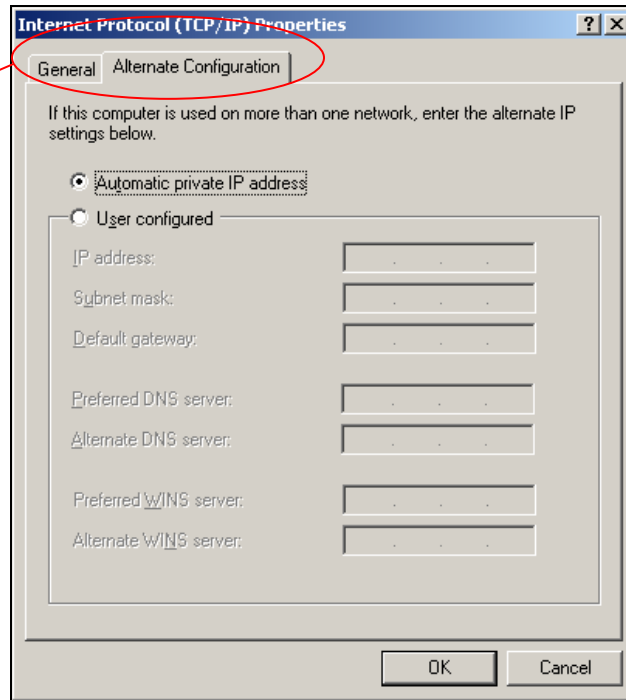 Internet Protocol (TCP/IP) Properties
General
Alternate Configuration
If this computer is used on more than one network, enter the alternate IP
settings below.
Automatic private IP address
User configured
IP address:
Subnet mask:
Default gateway:
Preferred DNS server:
Alternate DNS server:
Preferred WINS server:
Alternate WINS server:
OK
Cancel